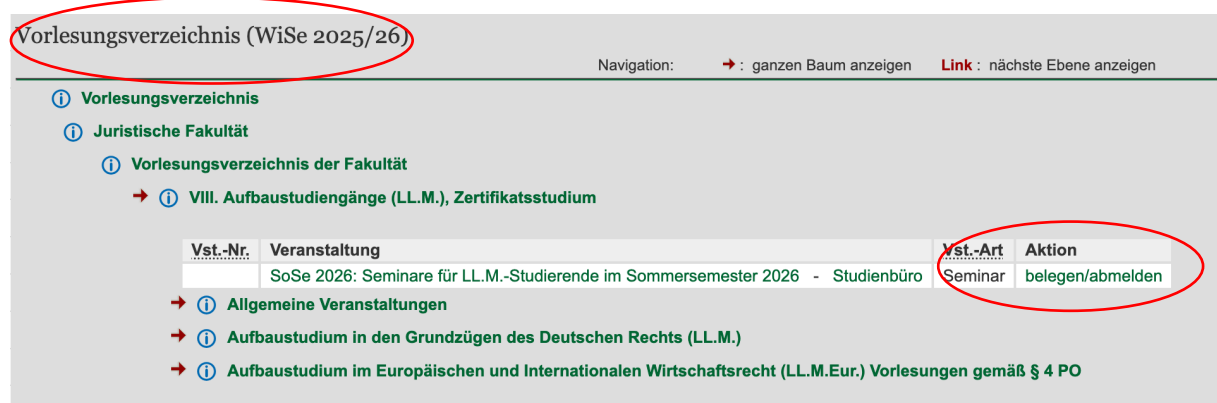 Vorlesungsverzeichnis (WiSe 2025/26)
Navigation: : ganzen Baum anzeigen Link : nächste Ebene anzeigen
Vorlesungsverzeichnis
Juristische Fakultät
Vorlesungsverzeichnis der Fakultät
VIII. Aufbaustudiengänge (LL.M.), Zertifikatsstudium
Vst.-Nr. Veranstaltung Vst.-Art Aktion
SoSe 2026: Seminare für LL.M.-Studierende im Sommersemester 2026 - Studienbüro Seminar belegen/abmelden
Allgemeine Veranstaltungen
Aufbaustudium in den Grundzügen des Deutschen Rechts (LL.M.)
Aufbaustudium im Europäischen und Internationalen Wirtschaftsrecht (LL.M.Eur.) Vorlesungen gemäß § 4 PO